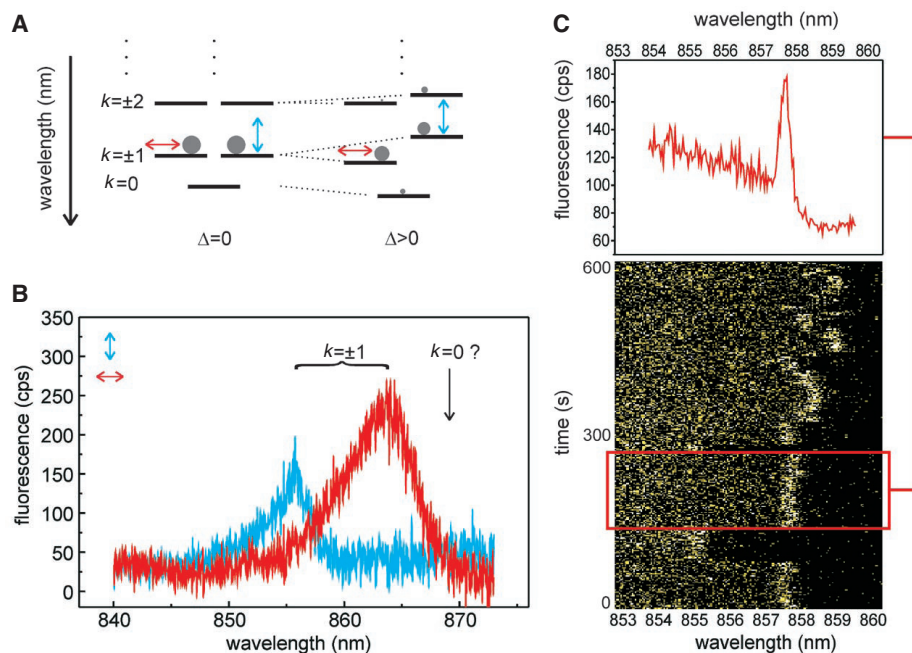 A
wavelength (nm)
k=±2
k=±1
k=0
Δ=0
Δ>0
B
350
300
250
200
150
100
50
0
fluorescence (cps)
k=±1
k=0 ?
840
850
860
870
wavelength (nm)
C
wavelength (nm)
853 854 855 856 857 858 859 860
180
160
140
120
100
80
60
fluorescence (cps)
600
300
0
time (s)
853 854 855 856 857 858 859 860
wavelength (nm)